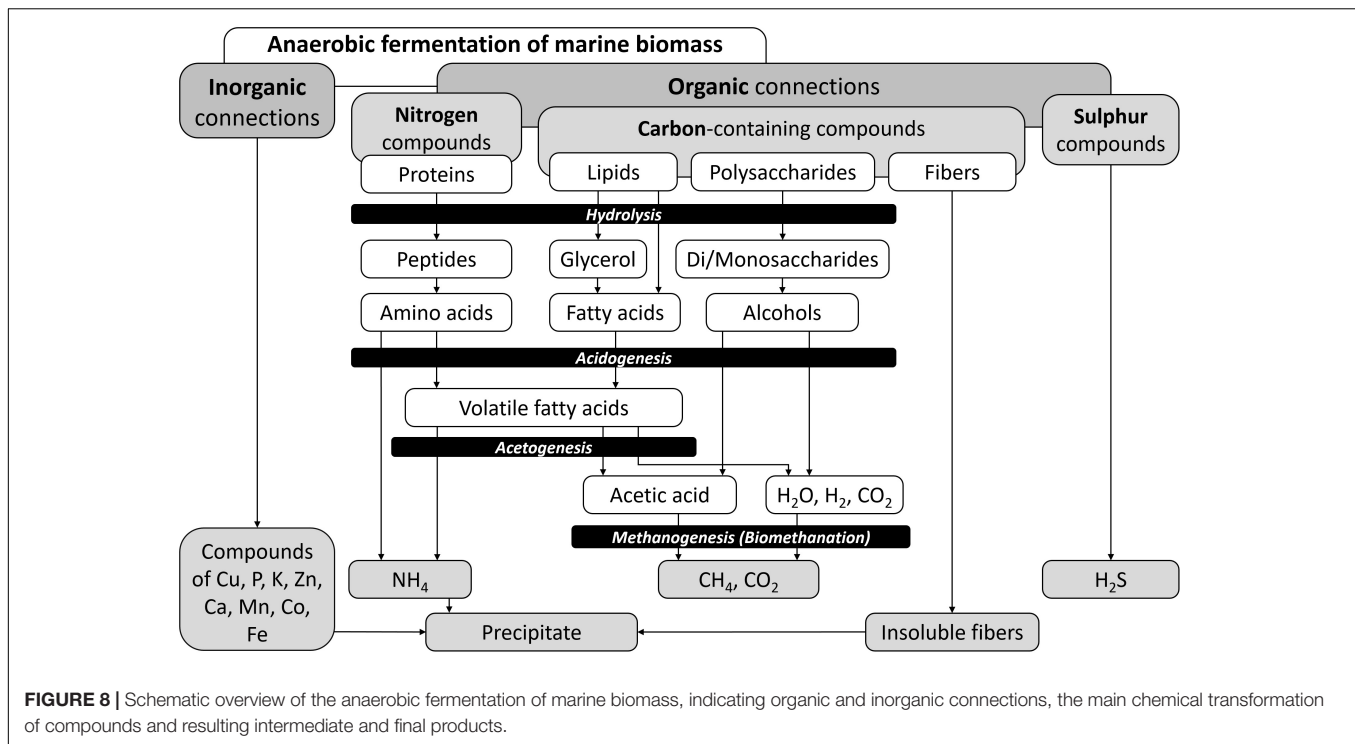 Anaerobic fermentation of marine biomass
Inorganic
connections
Organic connections
Nitrogen
compounds
Carbon-containing compounds
Sulphur
compounds
Proteins
Lipids
Polysaccharides
Fibers
Hydrolysis
Peptides
Glycerol
Di/Monosaccharides
Amino acids
Fatty acids
Alcohols
Acidogenesis
Volatile fatty acids
Acetogenesis
Acetic acid
H₂O, H₂, CO₂
Methanogenesis (Biomethanation)
Compounds
of Cu, P, K, Zn,
Ca, Mn, Co,
Fe
NH₄
CH₄, CO₂
H₂S
Precipitate
Insoluble fibers
FIGURE 8 | Schematic overview of the anaerobic fermentation of marine biomass, indicating organic and inorganic connections, the main chemical transformation
of compounds and resulting intermediate and final products.